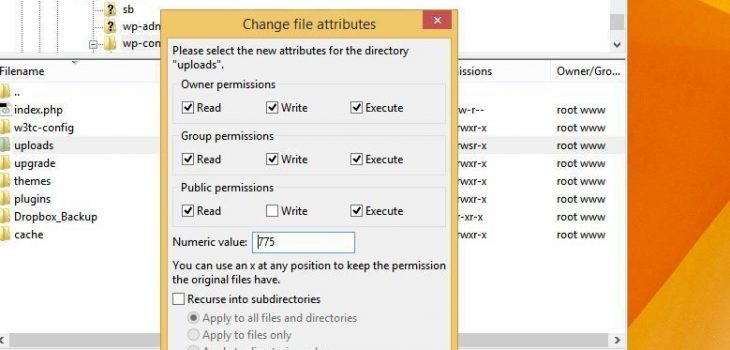 sb
wp-adm
wp-con
Change file attributes
Please select the new attributes for the directory
"uploads".
Owner permissions
Read Write Execute
Group permissions
Read Write Execute
Public permissions
Read Write Execute
Numeric value: 775
You can use an x at any position to keep the permission
the original files have.
Recurse into subdirectories
Apply to all files and directories
Apply to files only
Filename
..
index.php
w3tc-config
uploads
upgrade
themes
plugins
Dropbox_Backup
cache
issions Owner/Gro...
w-r-- root www
rwxr-x root www
rwsr-x root www
rwxr-x root www
rwxr-x root www
rwxr-x root www
r-xr-x root www
rwxr-x root www